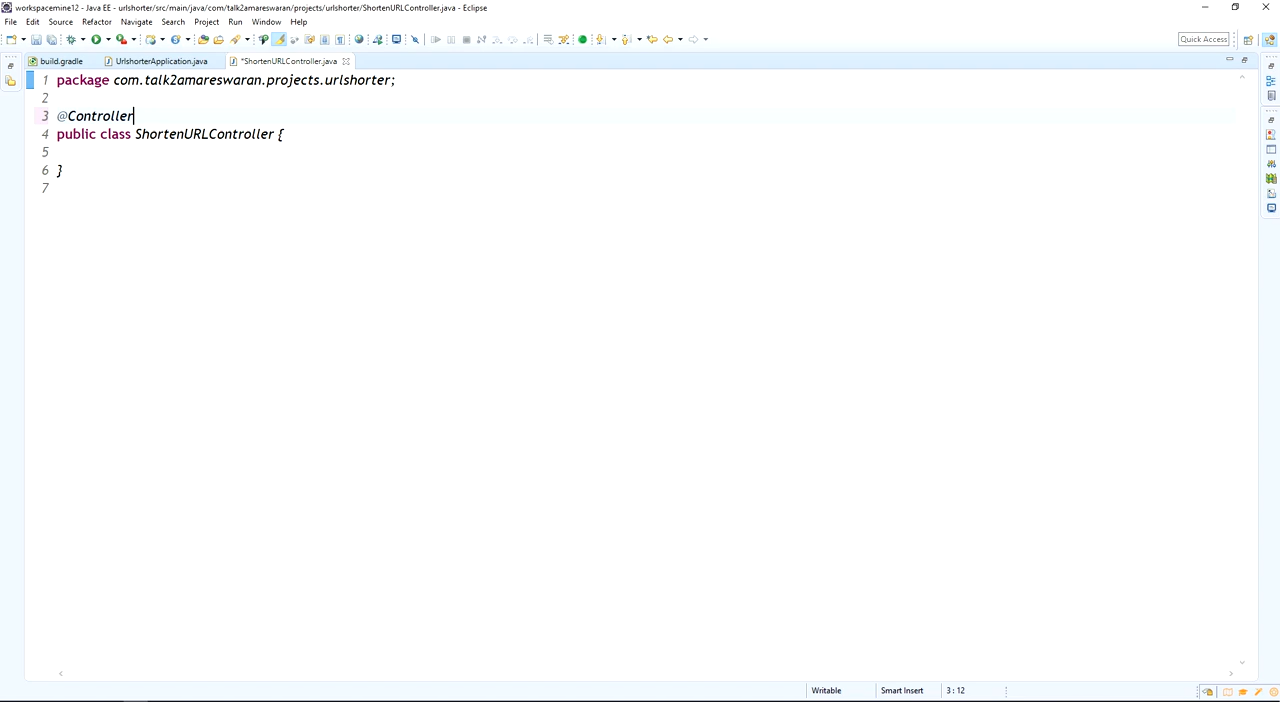 workspacemine12 - Java EE - urlshorter/src/main/java/com/talk2amareswaran/projects/urlshorter/ShortenURLController.java - Eclipse
File Edit Source Refactor Navigate Search Project Run Window Help
Quick Access
build.gradle UrlshorterApplication.java *ShortenURLController.java
1 package com.talk2amareswaran.projects.urlshorter;
2
3 @Controller
4 public class ShortenURLController {
5
6 }
7
Writable Smart Insert 3 : 12